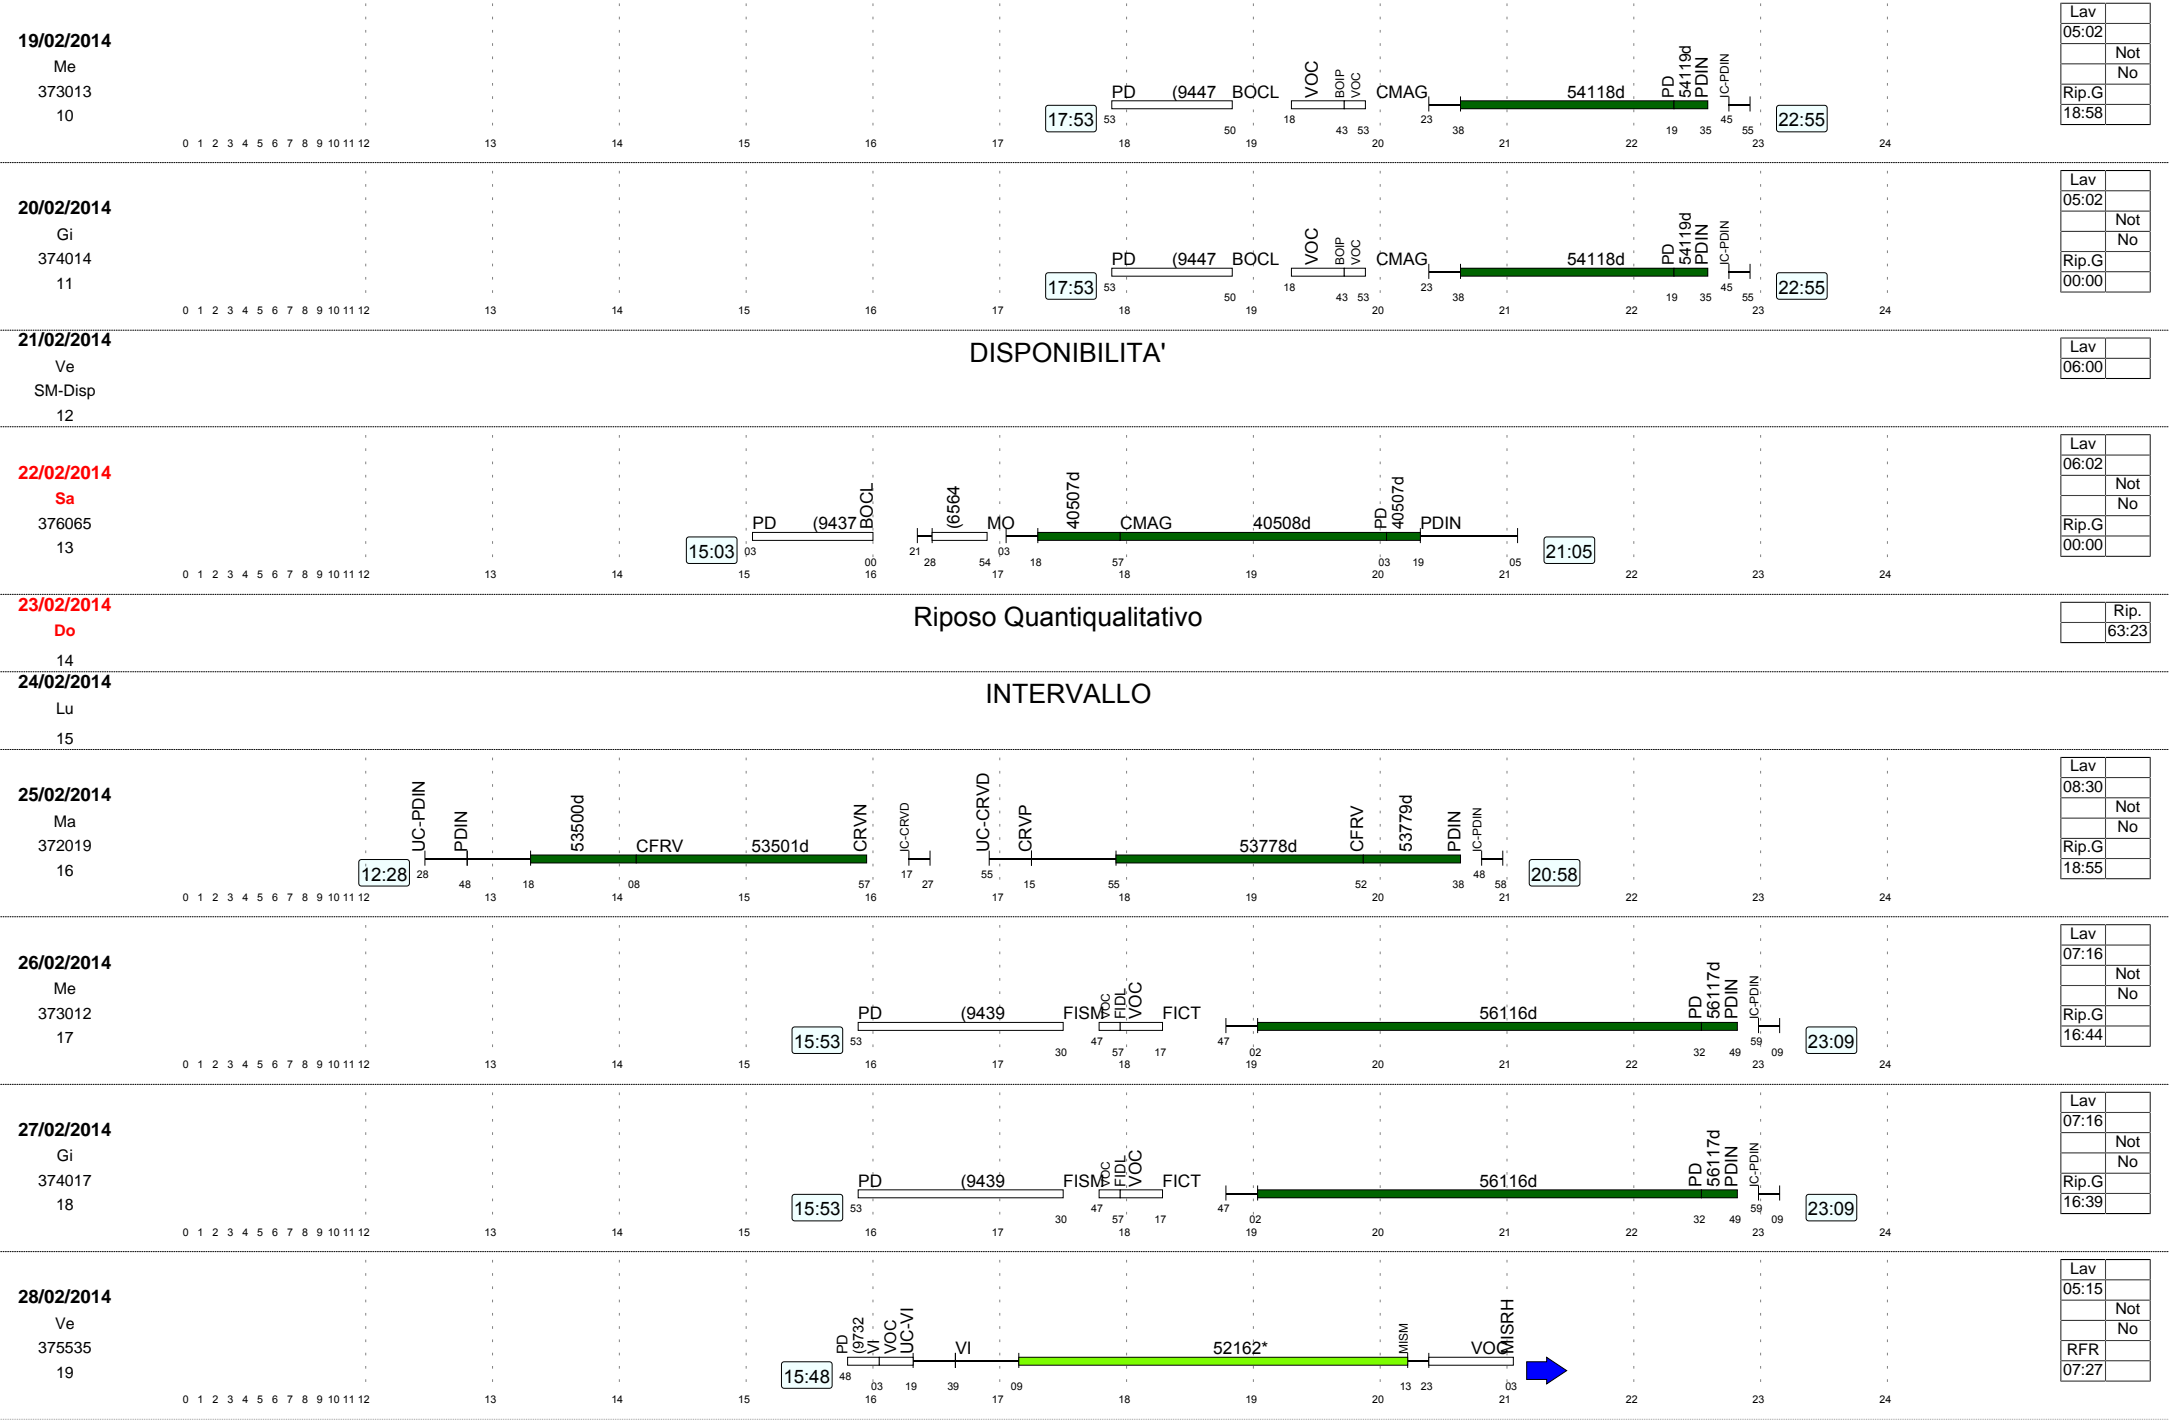 19/02/2014
Me
373013
10
17:53
PD (9447 BOCL VOC BOIP VOC CMAG 54118d PD 54119d PDIN IC-PDIN
53 50 18 43 53 23 38 19 35 45 55
22:55
0 1 2 3 4 5 6 7 8 9 10 11 12 13 14 15 16 17 18 19 20 21 22 23 24
Lav
05:02
Not
No
Rip.G
18:58
20/02/2014
Gi
374014
11
17:53
PD (9447 BOCL VOC BOIP VOC CMAG 54118d PD 54119d PDIN IC-PDIN
53 50 18 43 53 23 38 19 35 45 55
22:55
0 1 2 3 4 5 6 7 8 9 10 11 12 13 14 15 16 17 18 19 20 21 22 23 24
Lav
05:02
Not
No
Rip.G
00:00
21/02/2014
Ve
SM-Disp
12
DISPONIBILITA'
Lav
06:00
22/02/2014
Sa
376065
13
15:03
PD (9437 BOCL (6564 MO 40507d CMAG 40508d PD 40507d PDIN
03 00 21 28 54 03 18 57 03 19 05
21:05
0 1 2 3 4 5 6 7 8 9 10 11 12 13 14 15 16 17 18 19 20 21 22 23 24
Lav
06:02
Not
No
Rip.G
00:00
23/02/2014
Do
14
Riposo Quantiqualitativo
Rip.
63:23
24/02/2014
Lu
15
INTERVALLO
25/02/2014
Ma
372019
16
12:28
UC-PDIN PDIN 53500d CFRV 53501d CRVN IC-CRVD UC-CRVD CRVP 53778d CFRV 53779d PDIN IC-PDIN
28 48 18 08 57 17 27 55 15 55 52 38 48 58
20:58
0 1 2 3 4 5 6 7 8 9 10 11 12 13 14 15 16 17 18 19 20 21 22 23 24
Lav
08:30
Not
No
Rip.G
18:55
26/02/2014
Me
373012
17
15:53
PD (9439 FISM VOC FIDL VOC FICT 56116d PD 56117d PDIN IC-PDIN
53 30 47 57 17 47 02 32 49 59 09
23:09
0 1 2 3 4 5 6 7 8 9 10 11 12 13 14 15 16 17 18 19 20 21 22 23 24
Lav
07:16
Not
No
Rip.G
16:44
27/02/2014
Gi
374017
18
15:53
PD (9439 FISM VOC FIDL VOC FICT 56116d PD 56117d PDIN IC-PDIN
53 30 47 57 17 47 02 32 49 59 09
23:09
0 1 2 3 4 5 6 7 8 9 10 11 12 13 14 15 16 17 18 19 20 21 22 23 24
Lav
07:16
Not
No
Rip.G
16:39
28/02/2014
Ve
375535
19
15:48
PD (9732 VI VOC UC-VI VI 52162* MISM VOC MISRH
48 03 19 39 09 13 23 03
0 1 2 3 4 5 6 7 8 9 10 11 12 13 14 15 16 17 18 19 20 21 22 23 24
Lav
05:15
Not
No
RFR
07:27